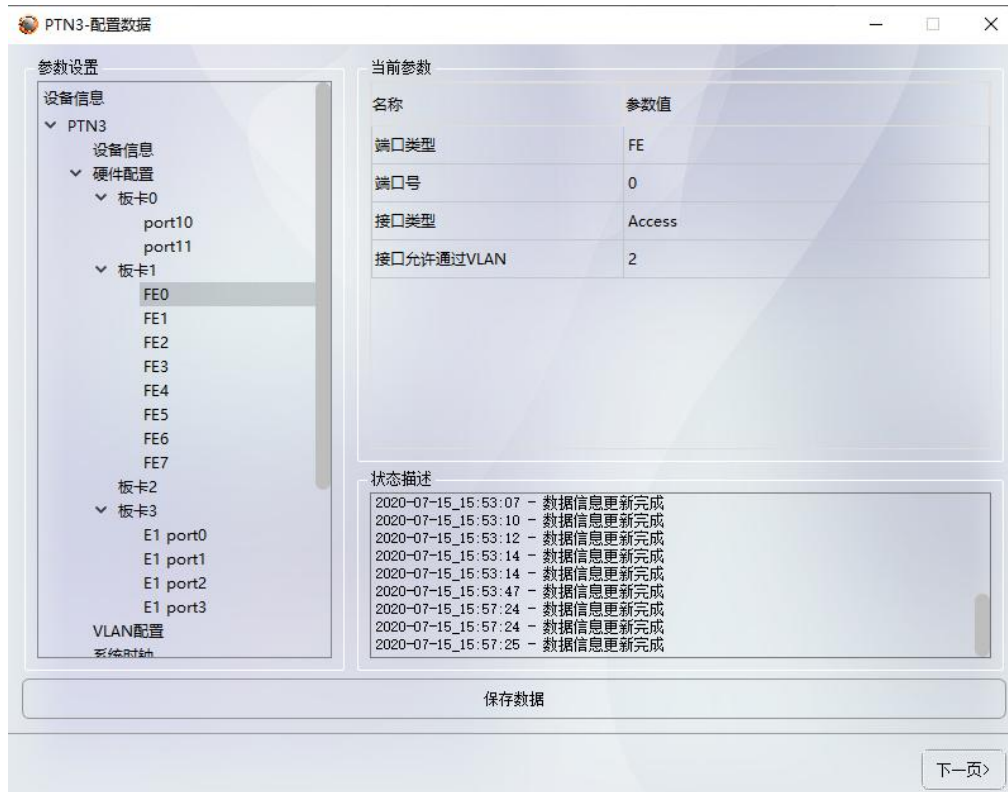 PTN3-配置数据
参数设置
设备信息
PTN3
设备信息
硬件配置
板卡0
port10
port11
板卡1
FE0
FE1
FE2
FE3
FE4
FE5
FE6
FE7
板卡2
板卡3
E1 port0
E1 port1
E1 port2
E1 port3
VLAN配置
系统时钟
当前参数
名称 参数值
端口类型 FE
端口号 0
接口类型 Access
接口允许通过VLAN 2
状态描述
2020-07-15_15:53:07 - 数据信息更新完成
2020-07-15_15:53:10 - 数据信息更新完成
2020-07-15_15:53:12 - 数据信息更新完成
2020-07-15_15:53:14 - 数据信息更新完成
2020-07-15_15:53:14 - 数据信息更新完成
2020-07-15_15:53:47 - 数据信息更新完成
2020-07-15_15:57:24 - 数据信息更新完成
2020-07-15_15:57:24 - 数据信息更新完成
2020-07-15_15:57:25 - 数据信息更新完成
保存数据
下一页>